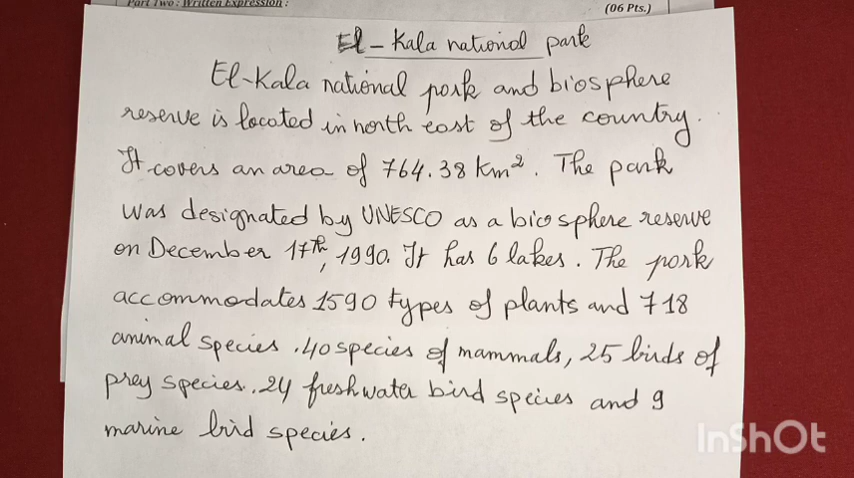 Part Two: Written Expression:
(06 Pts.)
El-Kala national park
El-Kala national park and biosphere
reserve is located in north east of the country.
It covers an area of 764.38 Km². The park
was designated by UNESCO as a biosphere reserve
on December 17th, 1990. It has 6 lakes. The park
accommodates 1590 types of plants and 718
animal species. 40 species of mammals, 25 birds of
prey species. 24 freshwater bird species and 9
marine bird species.
InShOt